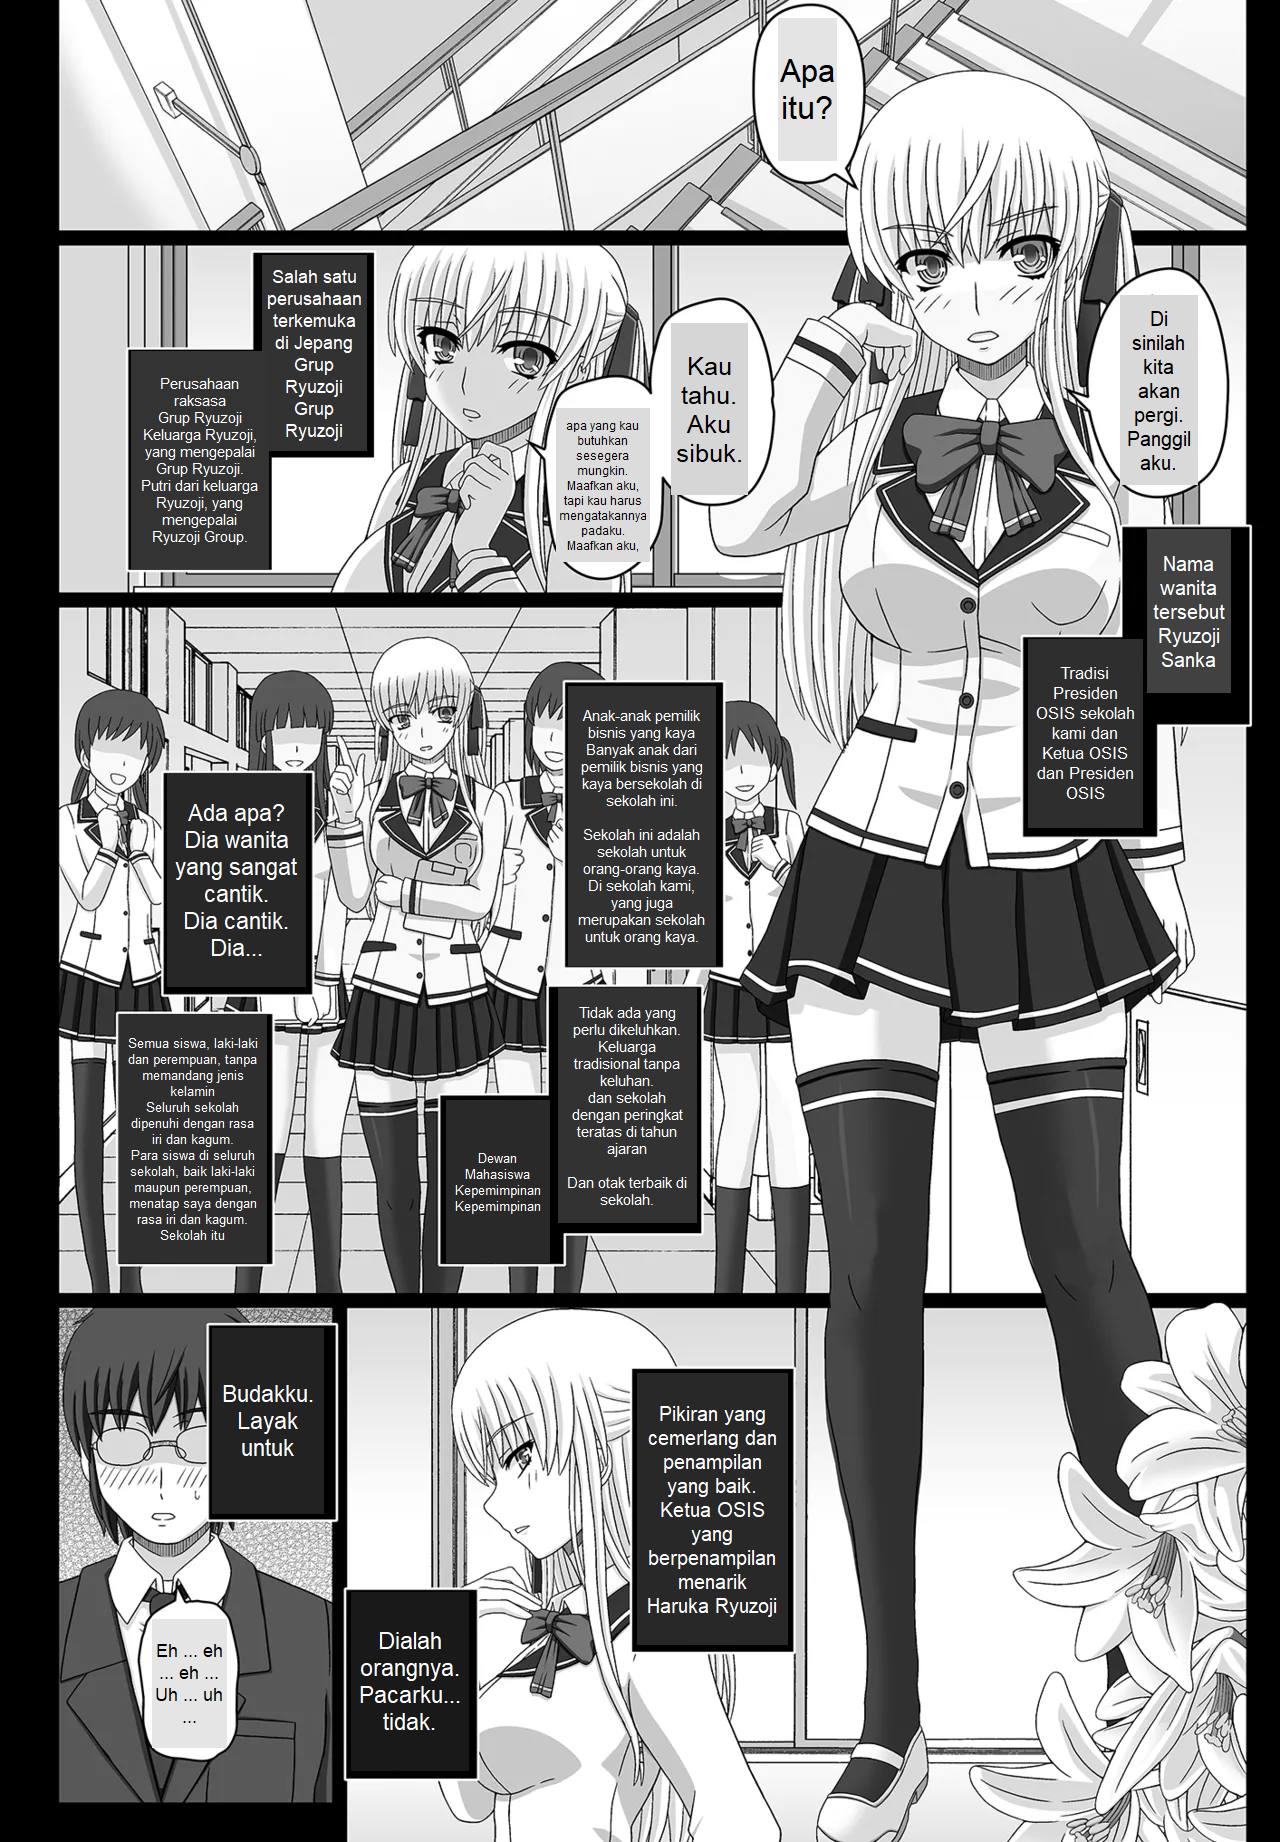 Apa
itu?
Di
sinilah
kita
akan
pergi.
Panggil
aku.
Nama
wanita
tersebut
Ryuzoji
Sanka
Tradisi
Presiden
OSIS sekolah
kami dan
Ketua OSIS
dan Presiden
OSIS
Kau
tahu.
Aku
sibuk.
apa yang kau
butuhkan
sesegera
mungkin.
Maafkan aku,
tapi kau harus
mengatakannya
padaku.
Maafkan aku,
Salah satu
perusahaan
terkemuka
di Jepang
Grup
Ryuzoji
Grup
Ryuzoji
Perusahaan
raksasa
Grup Ryuzoji
Keluarga Ryuzoji,
yang mengepalai
Grup Ryuzoji.
Putri dari keluarga
Ryuzoji, yang
mengepalai
Ryuzoji Group.
Anak-anak pemilik
bisnis yang kaya
Banyak anak dari
pemilik bisnis yang
kaya bersekolah di
sekolah ini.
Sekolah ini adalah
sekolah untuk
orang-orang kaya.
Di sekolah kami,
yang juga
merupakan sekolah
untuk orang kaya.
Tidak ada yang
perlu dikeluhkan.
Keluarga
tradisional tanpa
keluhan.
dan sekolah
dengan peringkat
teratas di tahun
ajaran
Dan otak terbaik di
sekolah.
Dewan
Mahasiswa
Kepemimpinan
Kepemimpinan
Ada apa?
Dia wanita
yang sangat
cantik.
Dia cantik.
Dia...
Semua siswa, laki-laki
dan perempuan, tanpa
memandang jenis
kelamin
Seluruh sekolah
dipenuhi dengan rasa
iri dan kagum.
Para siswa di seluruh
sekolah, baik laki-laki
maupun perempuan,
menatap saya dengan
rasa iri dan kagum.
Sekolah itu
Pikiran yang
cemerlang dan
penampilan
yang baik.
Ketua OSIS
yang
berpenampilan
menarik
Haruka Ryuzoji
Dialah
orangnya.
Pacarku...
tidak.
Budakku.
Layak
untuk
Eh ... eh
... eh ...
Uh ... uh
...